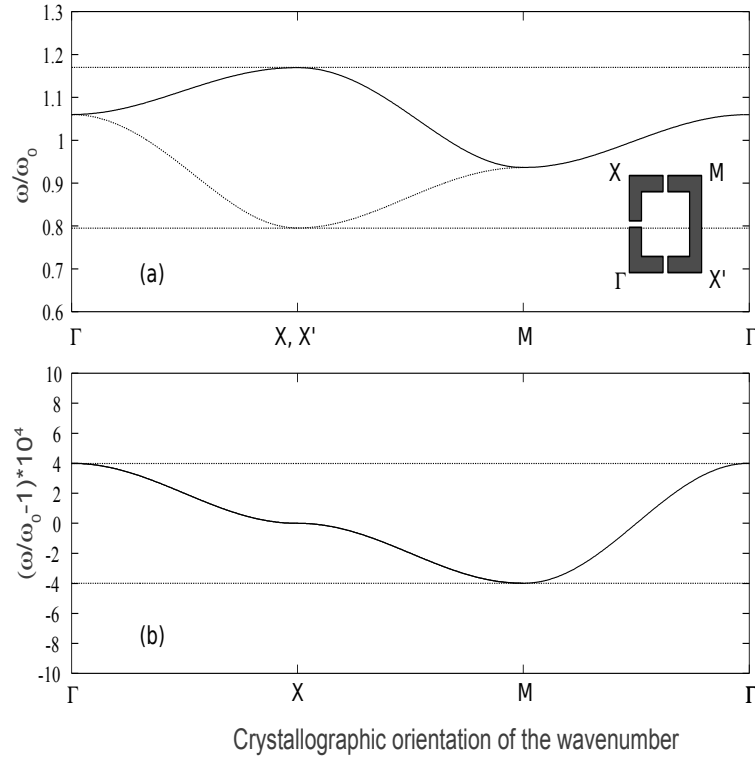 1.3
1.2
1.1
1
0.9
0.8
0.7
0.6
ω/ω₀
(a)
X M
Γ X'
Γ X, X' M Γ
10
8
6
4
2
0
-2
-4
-6
-8
-10
(ω/ω₀-1)*10⁴
(b)
Γ X M Γ
Crystallographic orientation of the wavenumber